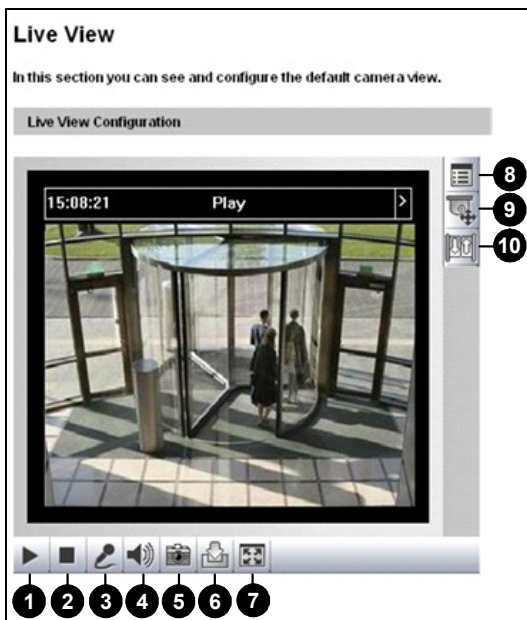 Live View
In this section you can see and configure the default camera view.
Live View Configuration
15:08:21 Play >
8
9
10
1 2 3 4 5 6 7